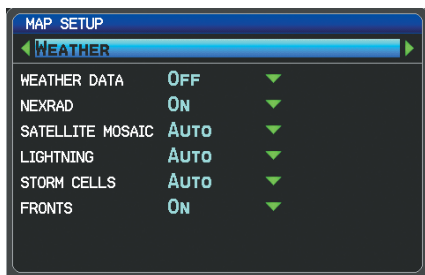 MAP SETUP
WEATHER
WEATHER DATA OFF
NEXRAD ON
SATELLITE MOSAIC AUTO
LIGHTNING AUTO
STORM CELLS AUTO
FRONTS ON